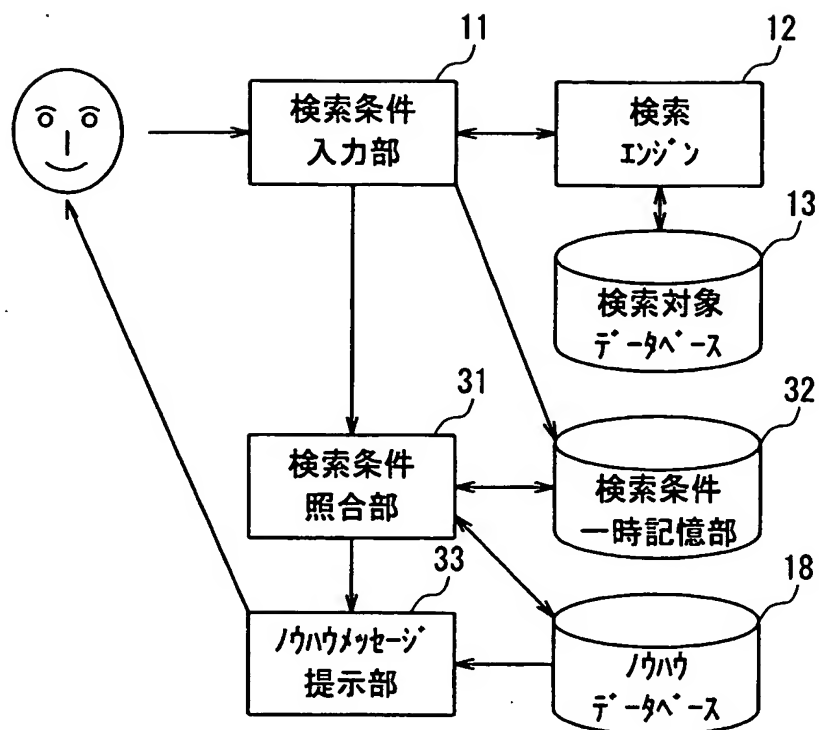 11
検索条件
入力部
12
検索
エンジン
13
検索対象
データベース
31
検索条件
照合部
32
検索条件
一時記憶部
33
ノウハウメッセージ
提示部
18
ノウハウ
データベース